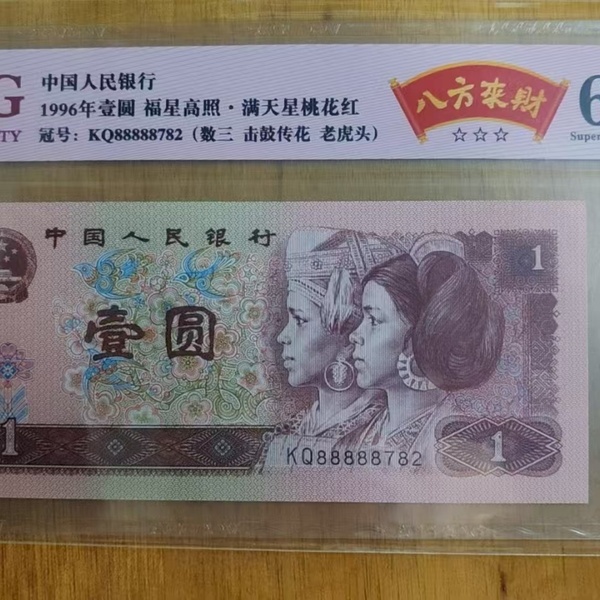 G
TY
中国人民银行
1996年壹圆 福星高照·满天星桃花红
冠号: KQ88888782 (数三 击鼓传花 老虎头)
八方来财
☆☆☆
6
Super
中国人民银行
1
壹圆
1
KQ88888782
1